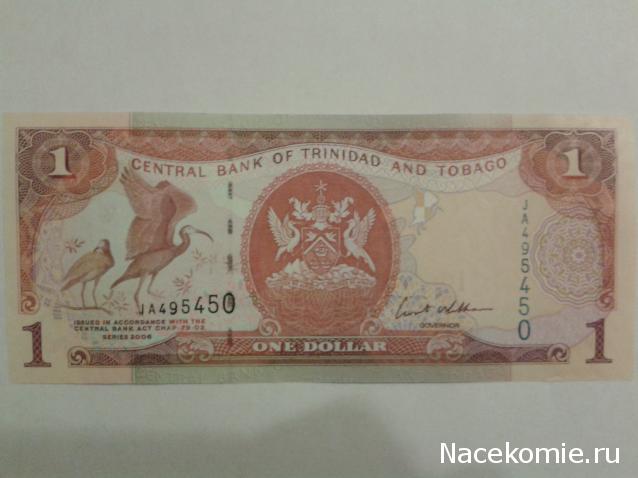 1
1
CENTRAL BANK OF TRINIDAD AND TOBAGO
JA495450
JA495450
ISSUED IN ACCORDANCE WITH THE
CENTRAL BANK ACT CHAP. 79:02
SERIES 2006
GOVERNOR
1
ONE DOLLAR
1
Nacekomie.ru